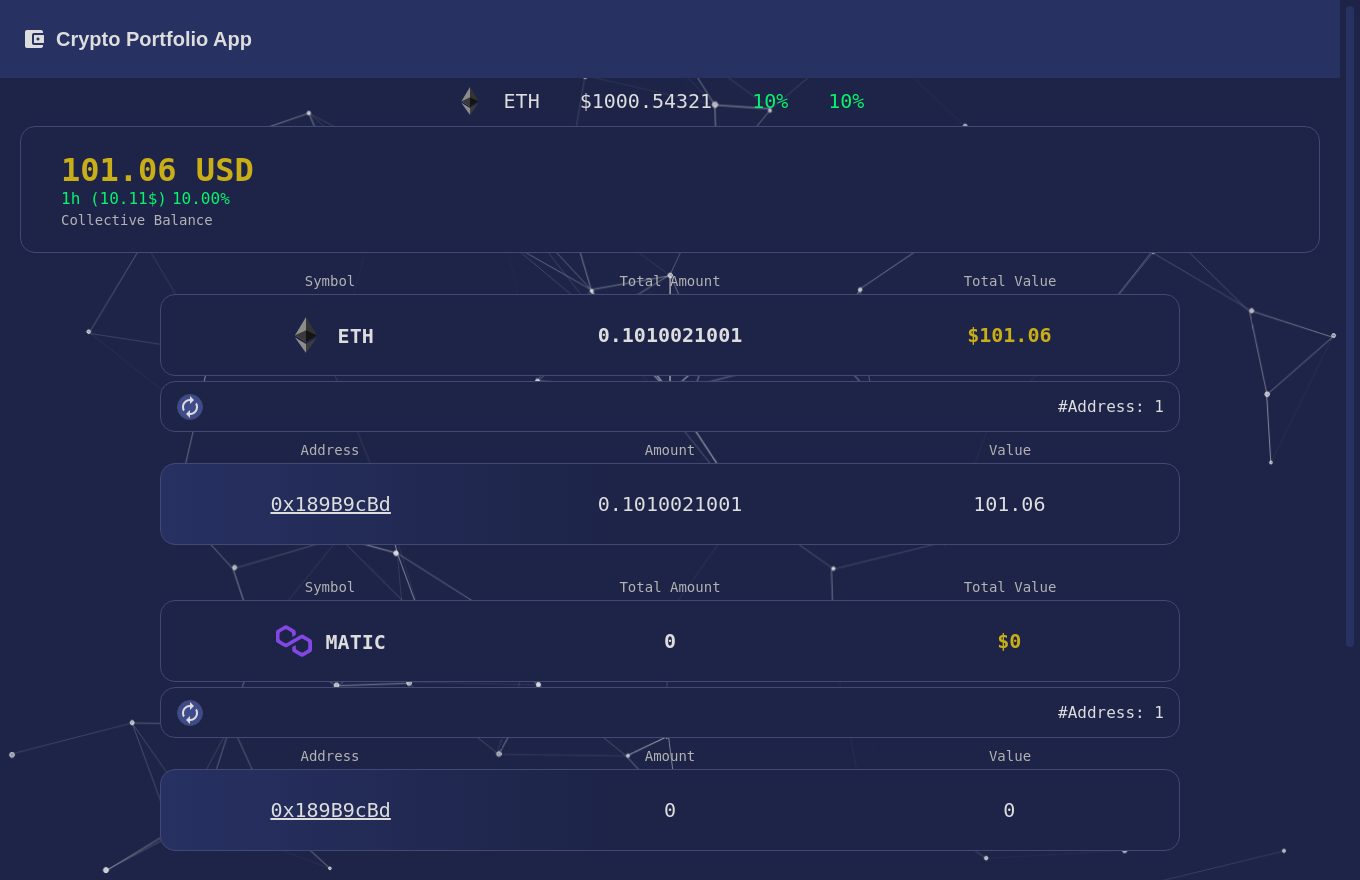 Crypto Portfolio App
ETH $1000.54321 10% 10%
101.06 USD
1h (10.11$) 10.00%
Collective Balance
Symbol Total Amount Total Value
ETH 0.1010021001 $101.06
#Address: 1
Address Amount Value
0x189B9cBd 0.1010021001 101.06
Symbol Total Amount Total Value
MATIC 0 $0
#Address: 1
Address Amount Value
0x189B9cBd 0 0